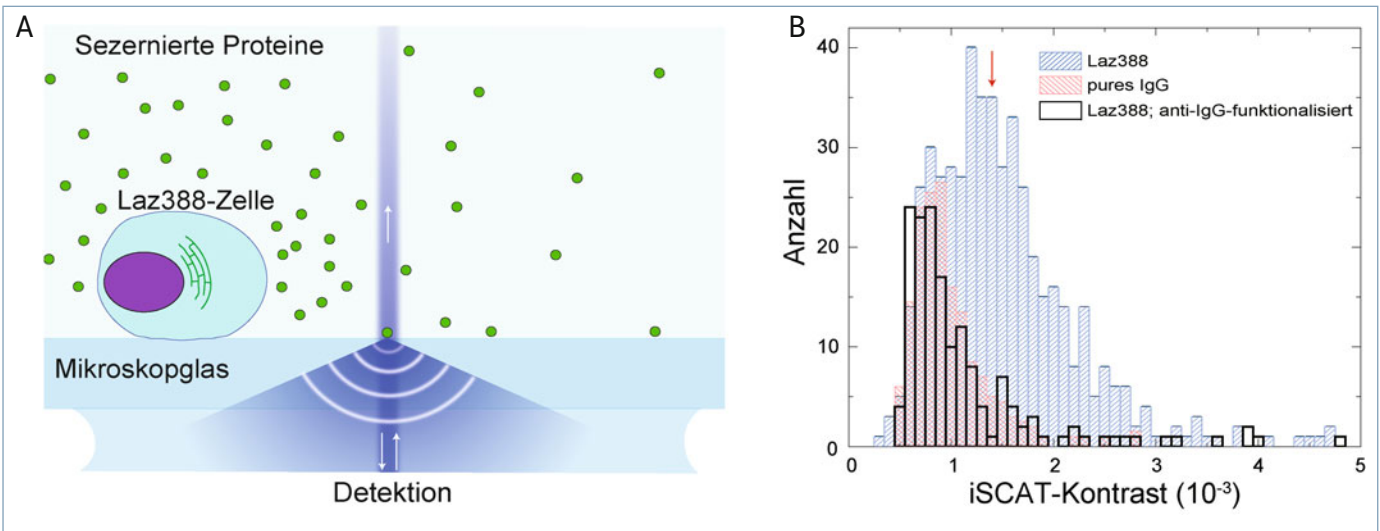 A
Sezernierte Proteine
Laz388-Zelle
Mikroskopglas
Detektion
B
Anzahl
40
30
20
10
0
Laz388
pures IgG
Laz388; anti-IgG-funktionalisiert
0 1 2 3 4 5
iSCAT-Kontrast (10⁻³)